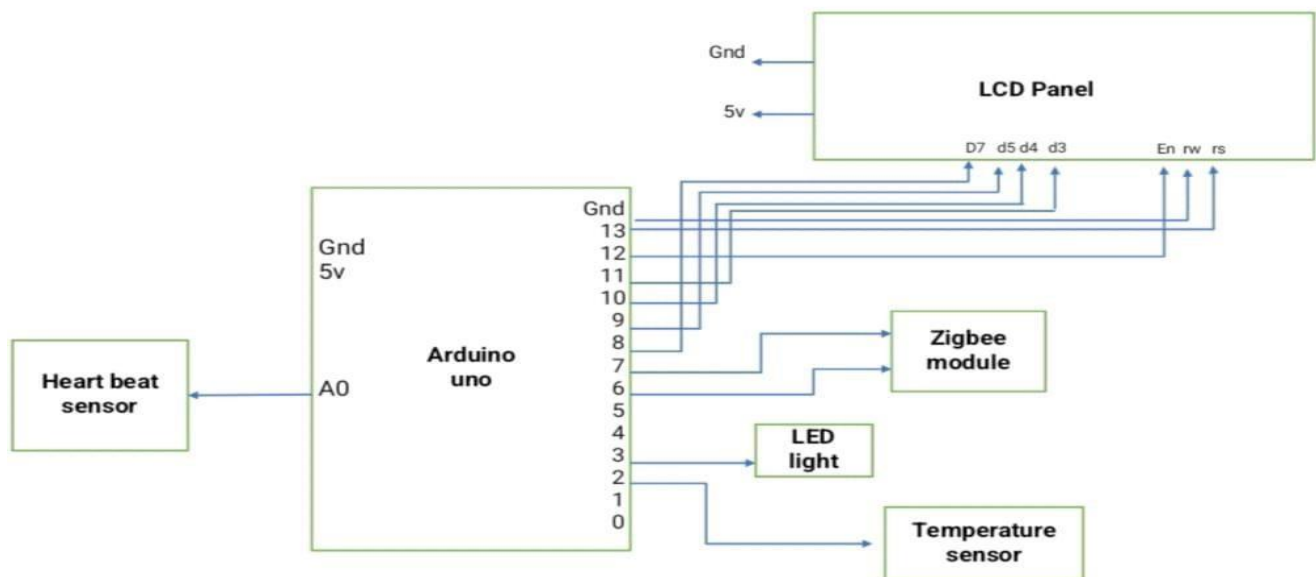 Gnd
LCD Panel
5v
D7 d5 d4 d3 En rw rs
Gnd
13
12
11
10
9
8
7
6
5
4
3
2
1
0
Gnd
5v
A0
Arduino
uno
Heart beat
sensor
Zigbee
module
LED
light
Temperature
sensor